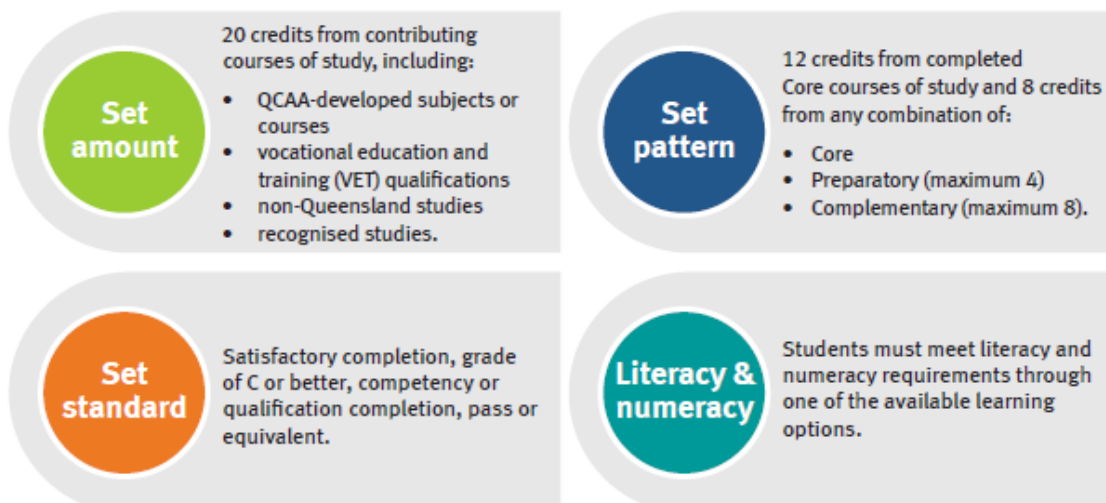 Set
amount
20 credits from contributing
courses of study, including:
• QCAA-developed subjects or
courses
• vocational education and
training (VET) qualifications
• non-Queensland studies
• recognised studies.
Set
pattern
12 credits from completed
Core courses of study and 8 credits
from any combination of:
• Core
• Preparatory (maximum 4)
• Complementary (maximum 8).
Set
standard
Satisfactory completion, grade
of C or better, competency or
qualification completion, pass or
equivalent.
Literacy &
numeracy
Students must meet literacy and
numeracy requirements through
one of the available learning
options.